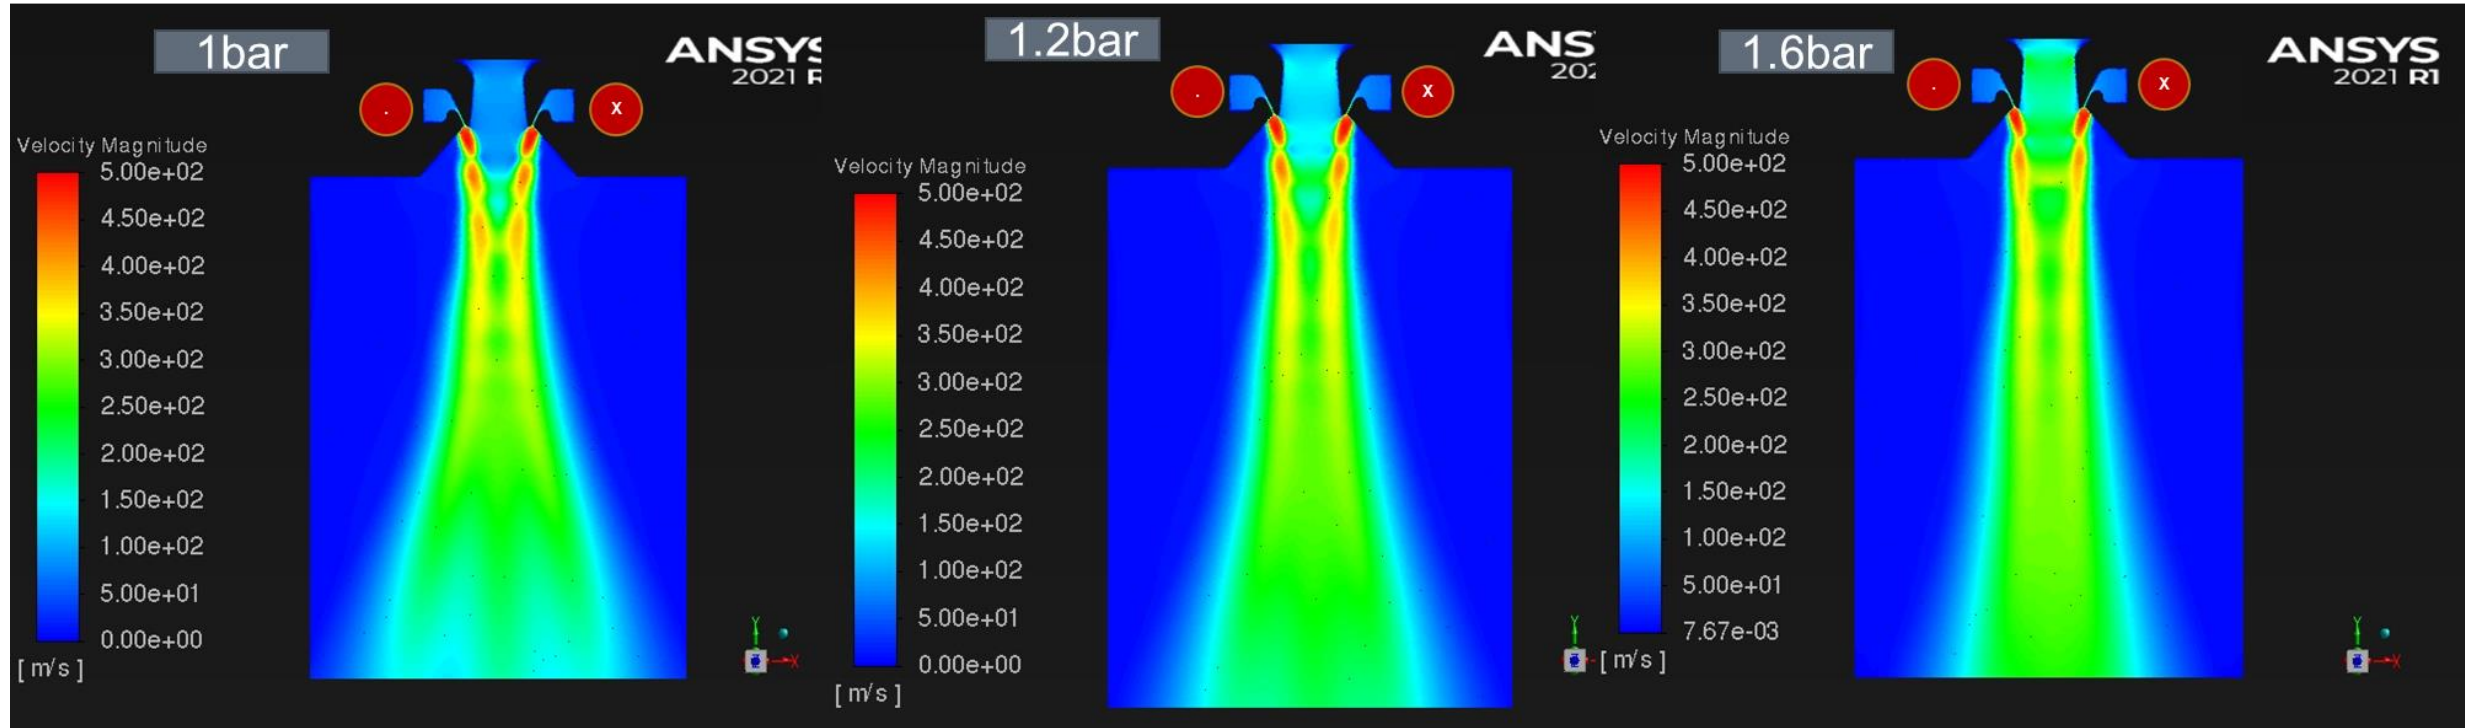 1bar
ANSYS
2021 R
.
X
Velocity Magnitude
5.00e+02
4.50e+02
4.00e+02
3.50e+02
3.00e+02
2.50e+02
2.00e+02
1.50e+02
1.00e+02
5.00e+01
0.00e+00
[ m/s ]
Y
X
1.2bar
ANS
202
.
X
Velocity Magnitude
5.00e+02
4.50e+02
4.00e+02
3.50e+02
3.00e+02
2.50e+02
2.00e+02
1.50e+02
1.00e+02
5.00e+01
0.00e+00
[ m/s ]
Y
1.6bar
ANSYS
2021 R1
.
X
Velocity Magnitude
5.00e+02
4.50e+02
4.00e+02
3.50e+02
3.00e+02
2.50e+02
2.00e+02
1.50e+02
1.00e+02
5.00e+01
7.67e-03
[ m/s ]
Y
X